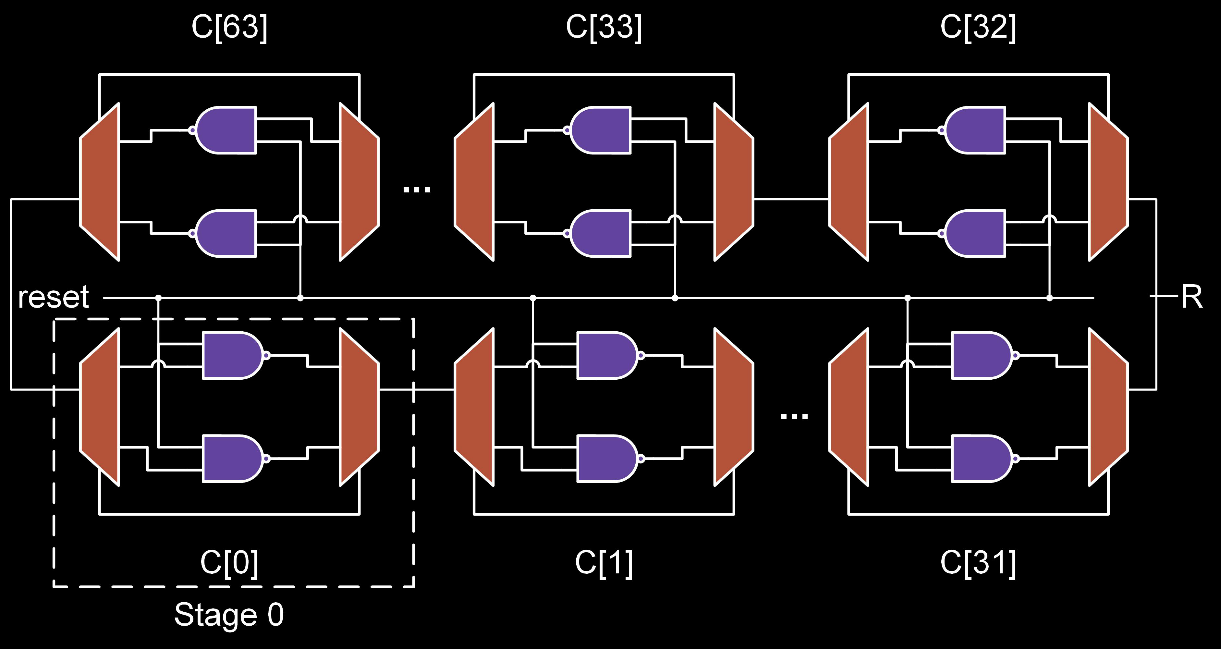 C[63] C[33] C[32]
...
reset
R
...
C[0] C[1] C[31]
Stage 0